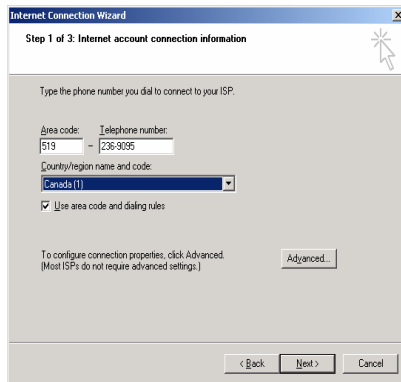 Internet Connection Wizard
Step 1 of 3: Internet account connection information
Type the phone number you dial to connect to your ISP.
Area code: Telephone number:
519 - 236-9095
Country/region name and code:
Canada (1)
Use area code and dialing rules
To configure connection properties, click Advanced.
(Most ISPs do not require advanced settings.)
Advanced...
< Back Next > Cancel